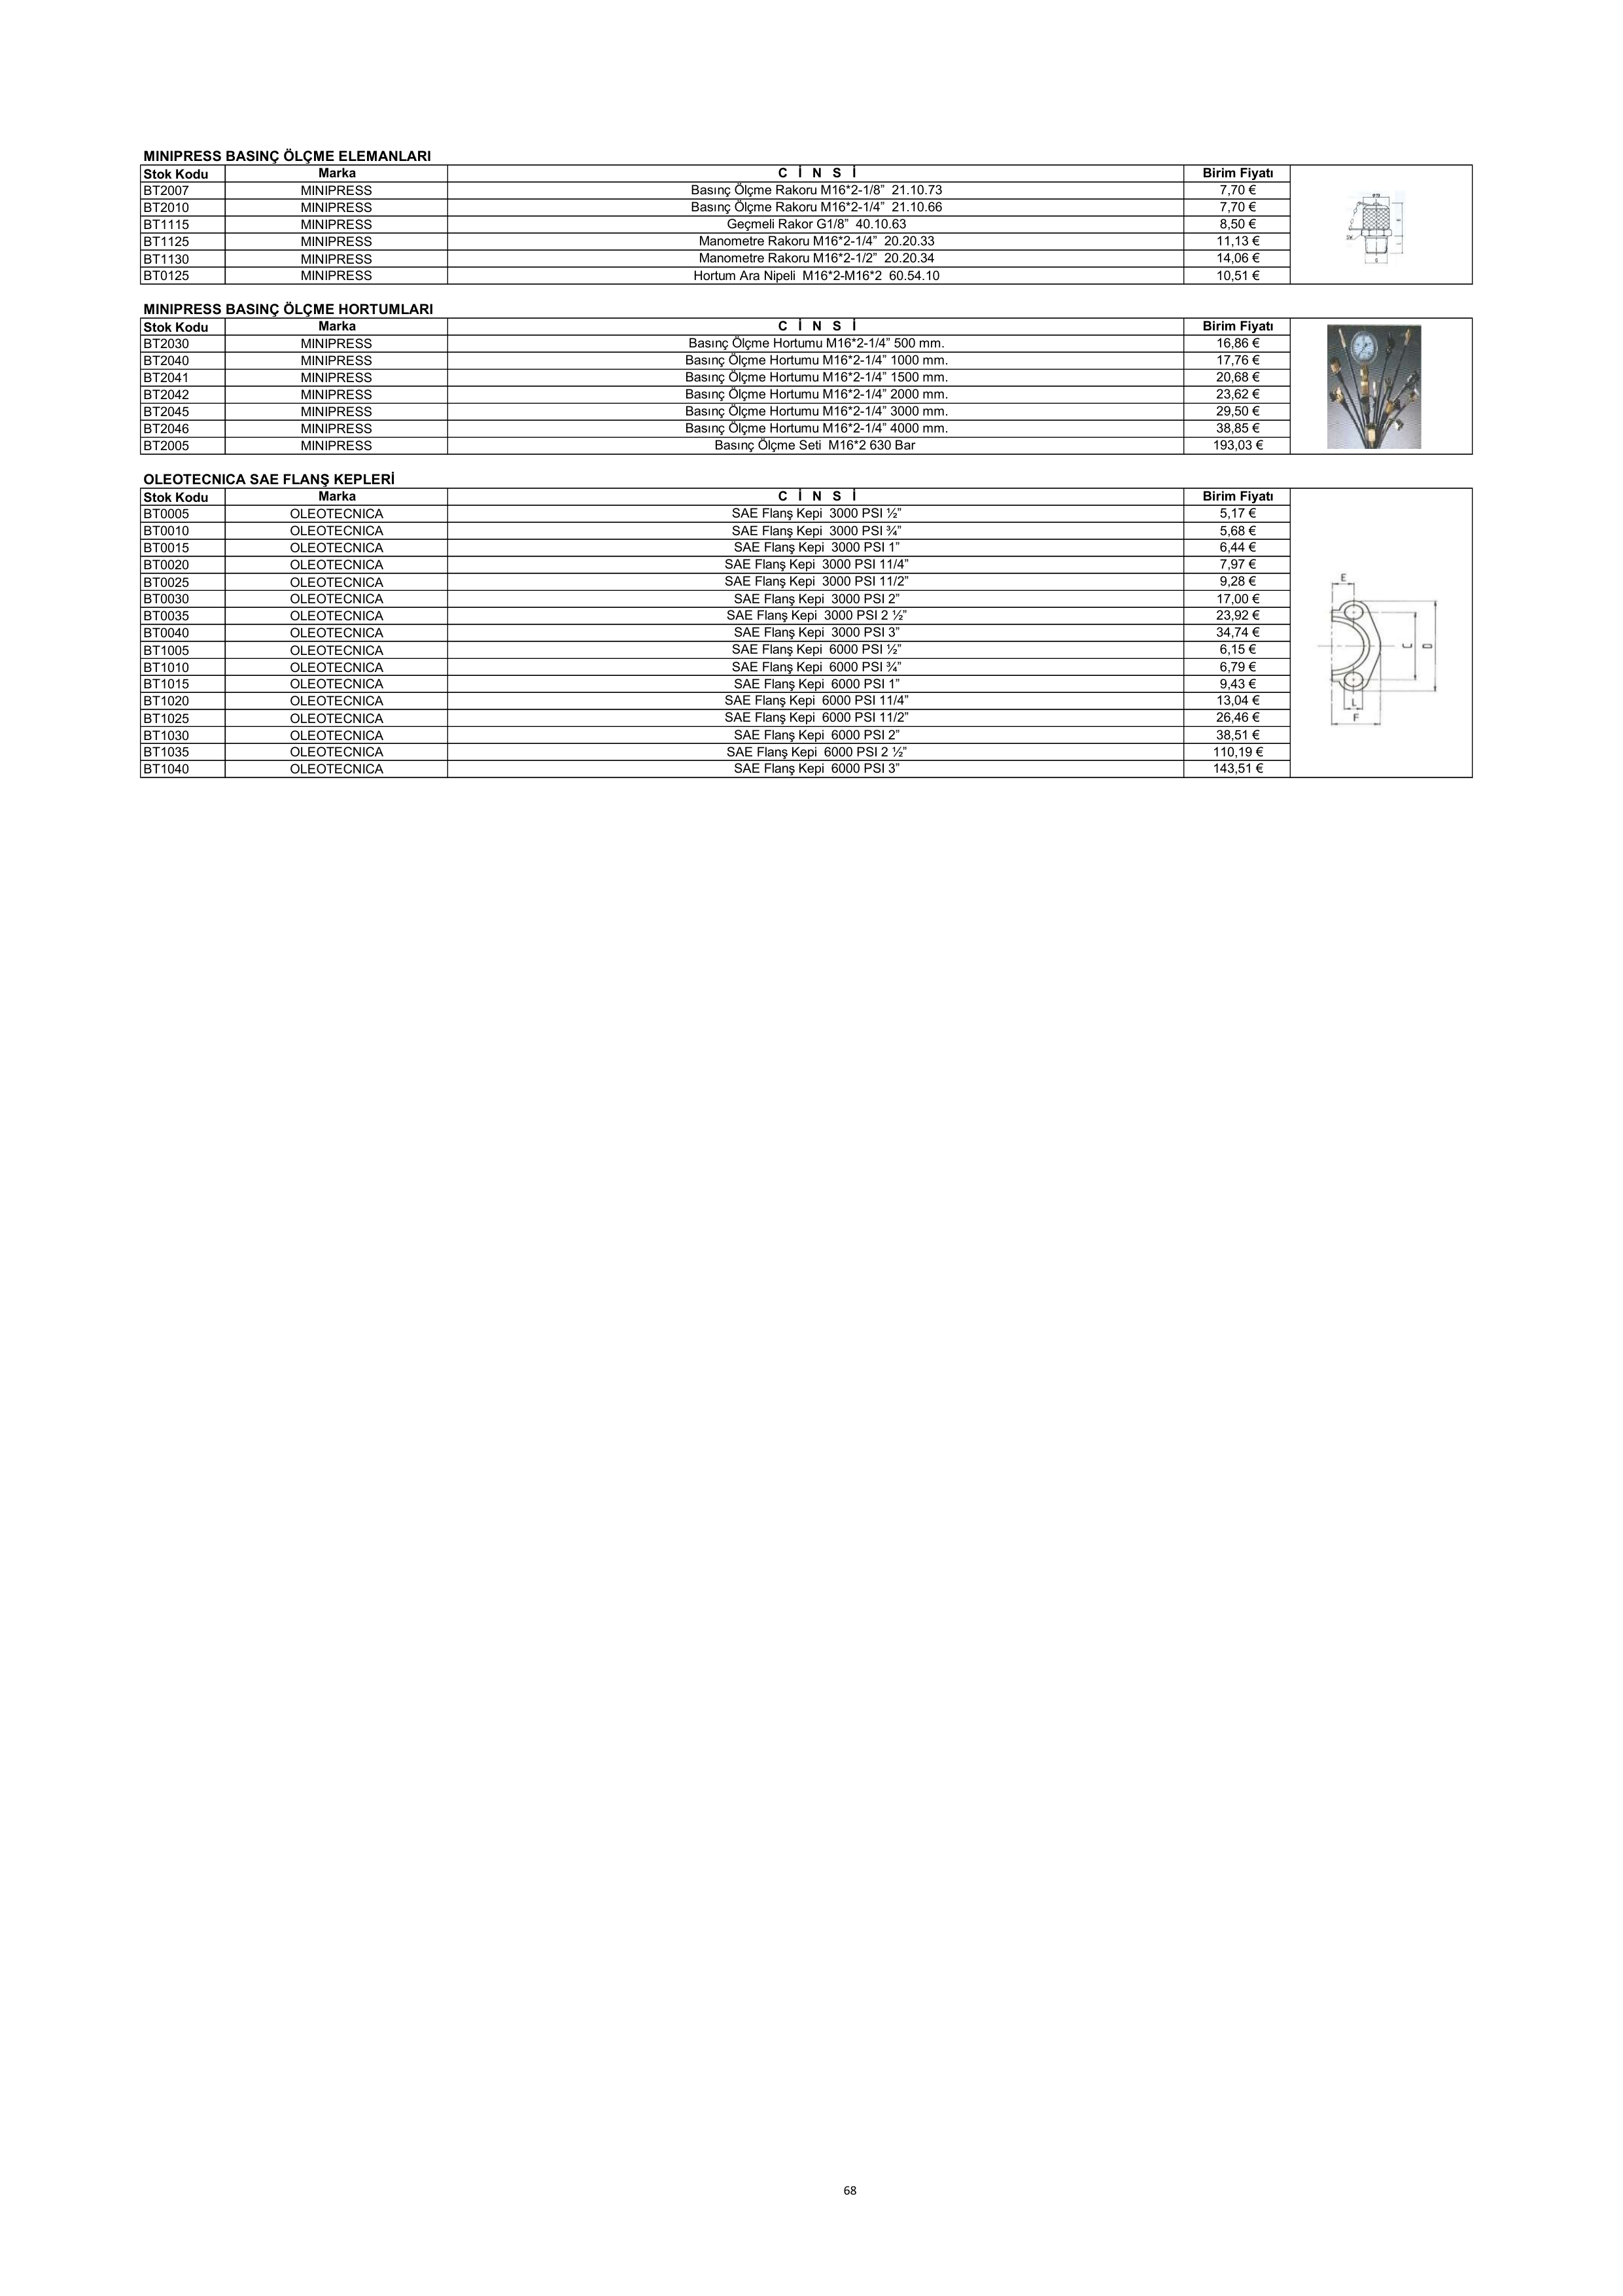 MINIPRESS BASINÇ ÖLÇME ELEMANLARI
Stok Kodu Marka C İ N S İ Birim Fiyatı
BT2007 MINIPRESS Basınç Ölçme Rakoru M16*2-1/8” 21.10.73 7,70 €
BT2010 MINIPRESS Basınç Ölçme Rakoru M16*2-1/4” 21.10.66 7,70 €
BT1115 MINIPRESS Geçmeli Rakor G1/8” 40.10.63 8,50 €
BT1125 MINIPRESS Manometre Rakoru M16*2-1/4” 20.20.33 11,13 €
BT1130 MINIPRESS Manometre Rakoru M16*2-1/2” 20.20.34 14,06 €
BT0125 MINIPRESS Hortum Ara Nipeli M16*2-M16*2 60.54.10 10,51 €
MINIPRESS BASINÇ ÖLÇME HORTUMLARI
Stok Kodu Marka C İ N S İ Birim Fiyatı
BT2030 MINIPRESS Basınç Ölçme Hortumu M16*2-1/4” 500 mm. 16,86 €
BT2040 MINIPRESS Basınç Ölçme Hortumu M16*2-1/4” 1000 mm. 17,76 €
BT2041 MINIPRESS Basınç Ölçme Hortumu M16*2-1/4” 1500 mm. 20,68 €
BT2042 MINIPRESS Basınç Ölçme Hortumu M16*2-1/4” 2000 mm. 23,62 €
BT2045 MINIPRESS Basınç Ölçme Hortumu M16*2-1/4” 3000 mm. 29,50 €
BT2046 MINIPRESS Basınç Ölçme Hortumu M16*2-1/4” 4000 mm. 38,85 €
BT2005 MINIPRESS Basınç Ölçme Seti M16*2 630 Bar 193,03 €
OLEOTECNICA SAE FLANŞ KEPLERİ
Stok Kodu Marka C İ N S İ Birim Fiyatı
BT0005 OLEOTECNICA SAE Flanş Kepi 3000 PSI ½” 5,17 €
BT0010 OLEOTECNICA SAE Flanş Kepi 3000 PSI ¾” 5,68 €
BT0015 OLEOTECNICA SAE Flanş Kepi 3000 PSI 1” 6,44 €
BT0020 OLEOTECNICA SAE Flanş Kepi 3000 PSI 11/4” 7,97 €
BT0025 OLEOTECNICA SAE Flanş Kepi 3000 PSI 11/2” 9,28 €
BT0030 OLEOTECNICA SAE Flanş Kepi 3000 PSI 2” 17,00 €
BT0035 OLEOTECNICA SAE Flanş Kepi 3000 PSI 2 ½” 23,92 €
BT0040 OLEOTECNICA SAE Flanş Kepi 3000 PSI 3” 34,74 €
BT1005 OLEOTECNICA SAE Flanş Kepi 6000 PSI ½” 6,15 €
BT1010 OLEOTECNICA SAE Flanş Kepi 6000 PSI ¾” 6,79 €
BT1015 OLEOTECNICA SAE Flanş Kepi 6000 PSI 1” 9,43 €
BT1020 OLEOTECNICA SAE Flanş Kepi 6000 PSI 11/4” 13,04 €
BT1025 OLEOTECNICA SAE Flanş Kepi 6000 PSI 11/2” 26,46 €
BT1030 OLEOTECNICA SAE Flanş Kepi 6000 PSI 2” 38,51 €
BT1035 OLEOTECNICA SAE Flanş Kepi 6000 PSI 2 ½” 110,19 €
BT1040 OLEOTECNICA SAE Flanş Kepi 6000 PSI 3” 143,51 €
E
C D
L
F
68